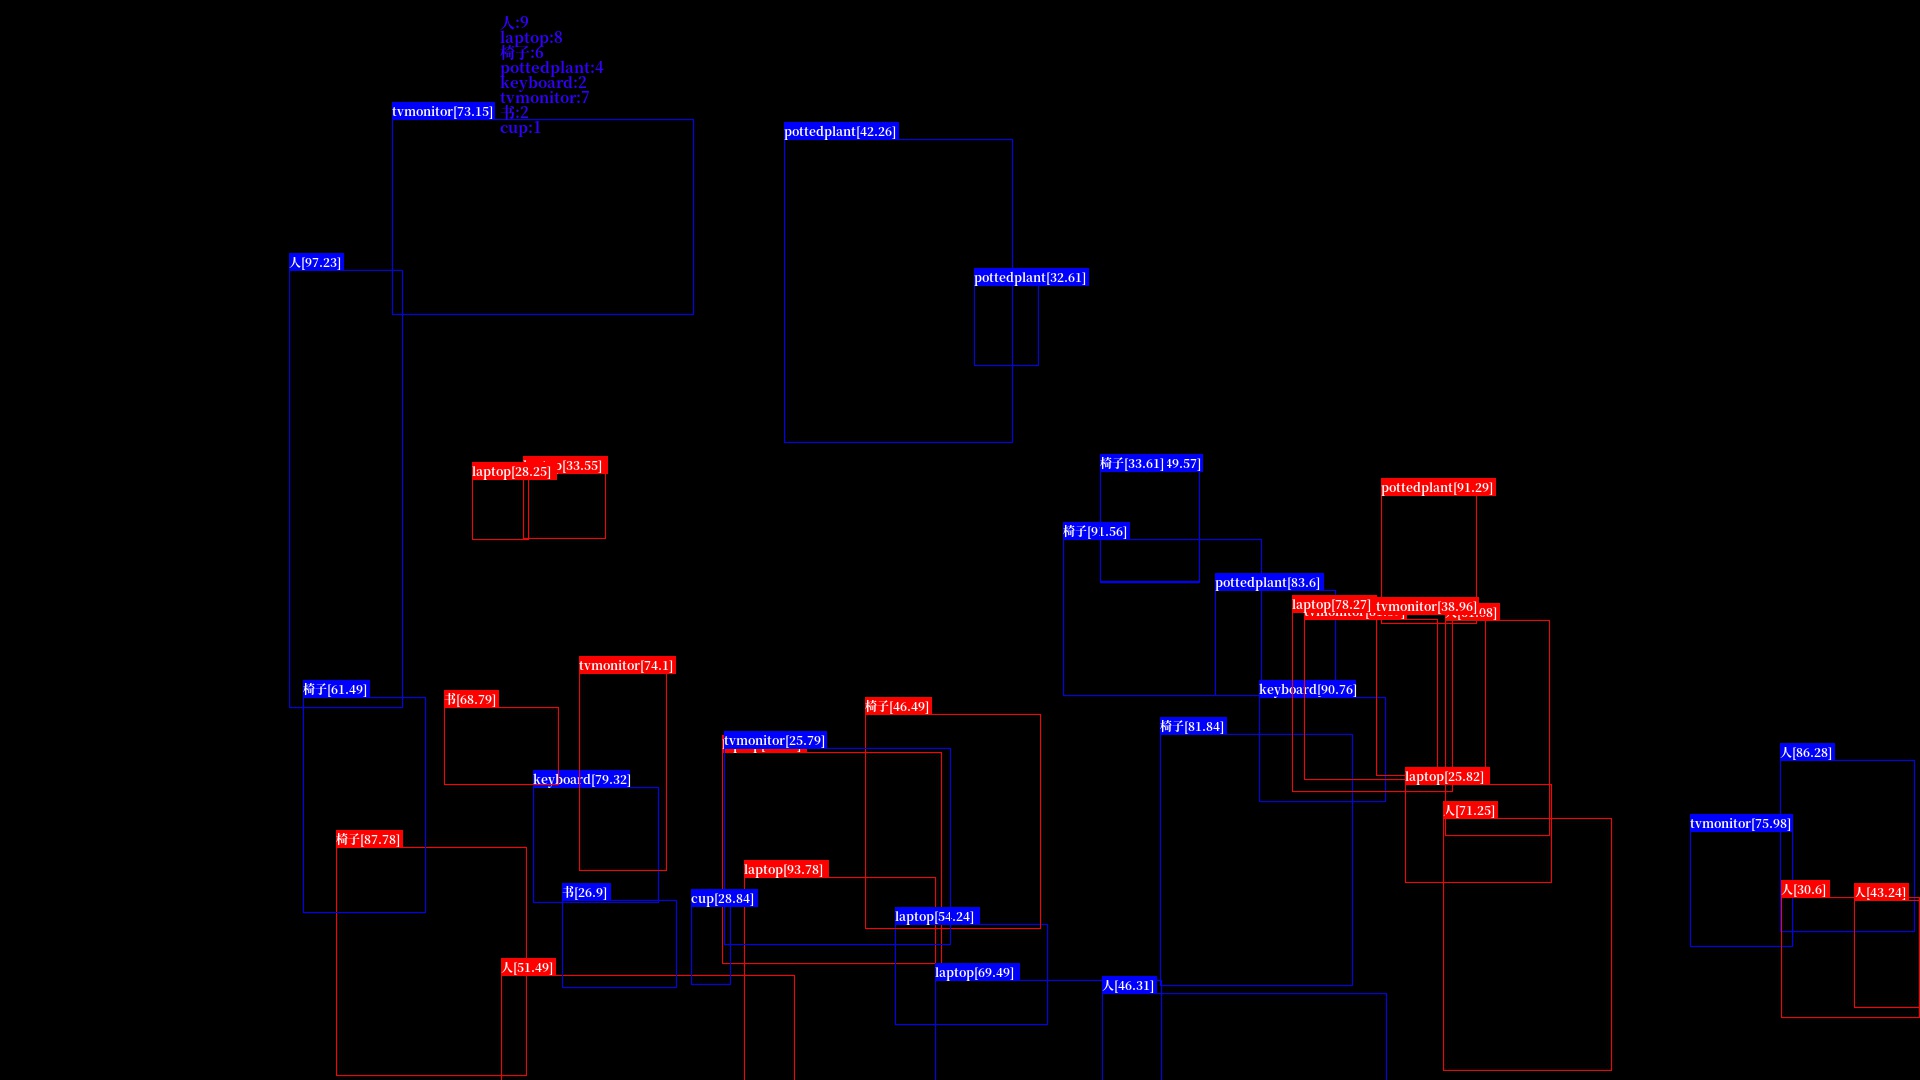 人:9
laptop:8
椅子:6
pottedplant:4
keyboard:2
tvmonitor:7
书:2
cup:1
tvmonitor[73.15]
pottedplant[42.26]
人[97.23]
pottedplant[32.61]
laptop[28.25]
[33.55]
椅子[33.61]
49.57]
pottedplant[91.29]
椅子[91.56]
pottedplant[83.6]
laptop[78.27]
tvmonitor[38.96]
椅子[61.49]
书[68.79]
tvmonitor[74.1]
keyboard[90.76]
椅子[46.49]
椅子[81.84]
tvmonitor[25.79]
人[86.28]
keyboard[79.32]
laptop[25.82]
人[71.25]
tvmonitor[75.98]
椅子[87.78]
laptop[93.78]
书[26.9]
cup[28.84]
人[30.6]
人[43.24]
laptop[54.24]
人[51.49]
laptop[69.49]
人[46.31]